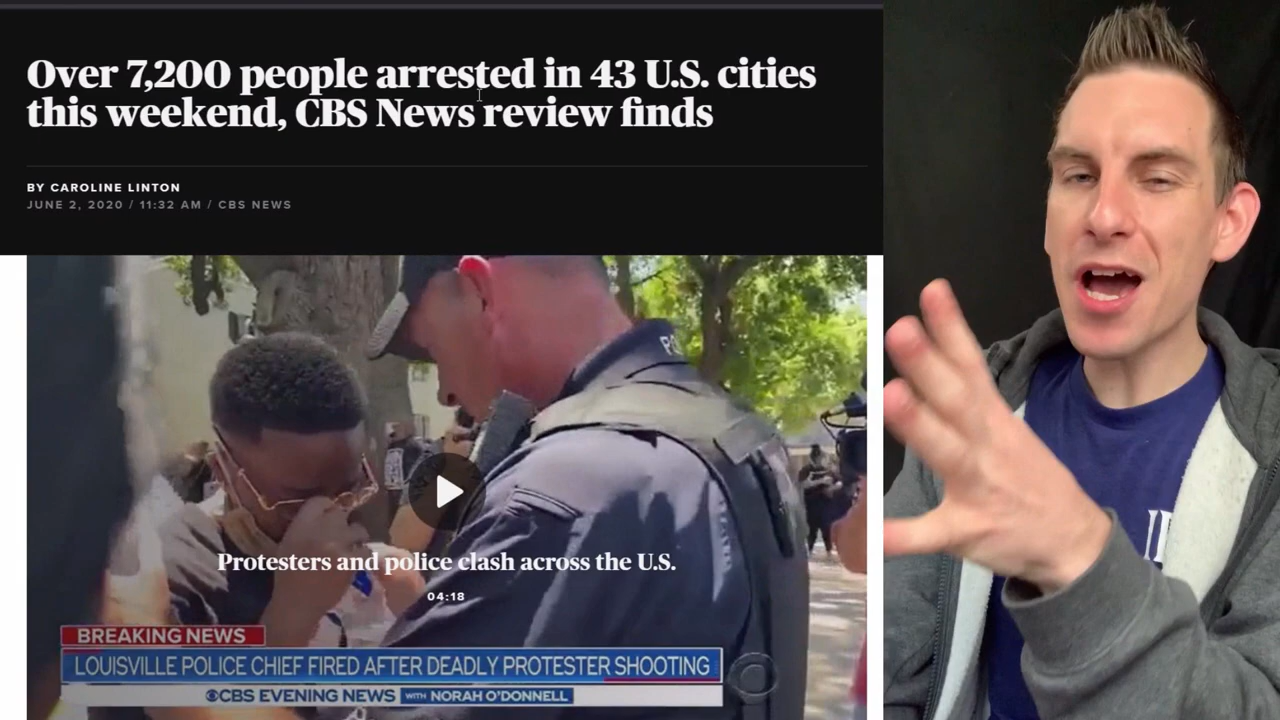 Over 7,200 people arrested in 43 U.S. cities
this weekend, CBS News review finds
BY CAROLINE LINTON
JUNE 2, 2020 / 11:32 AM / CBS NEWS
Protesters and police clash across the U.S.
04:18
BREAKING NEWS
LOUISVILLE POLICE CHIEF FIRED AFTER DEADLY PROTESTER SHOOTING
CBS EVENING NEWS WITH NORAH O'DONNELL